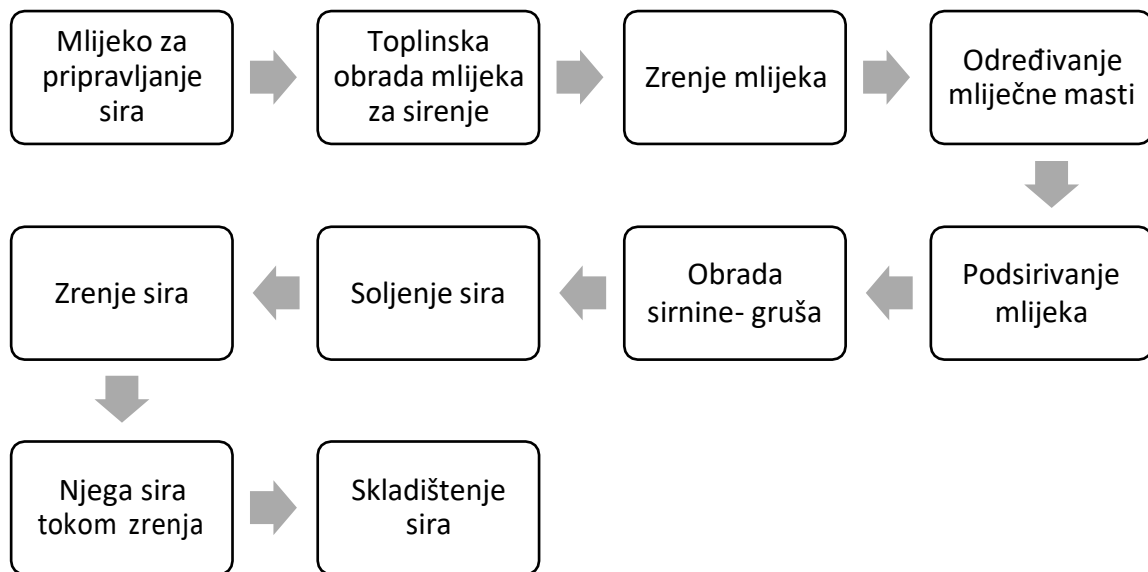 Mlijeko za
pripravljanje
sira
Toplinska
obrada mlijeka
za sirenje
Zrenje mlijeka
Određivanje
mliječne masti
Podsirivanje
mlijeka
Obrada
sirnine- gruša
Soljenje sira
Zrenje sira
Njega sira
tokom zrenja
Skladištenje
sira